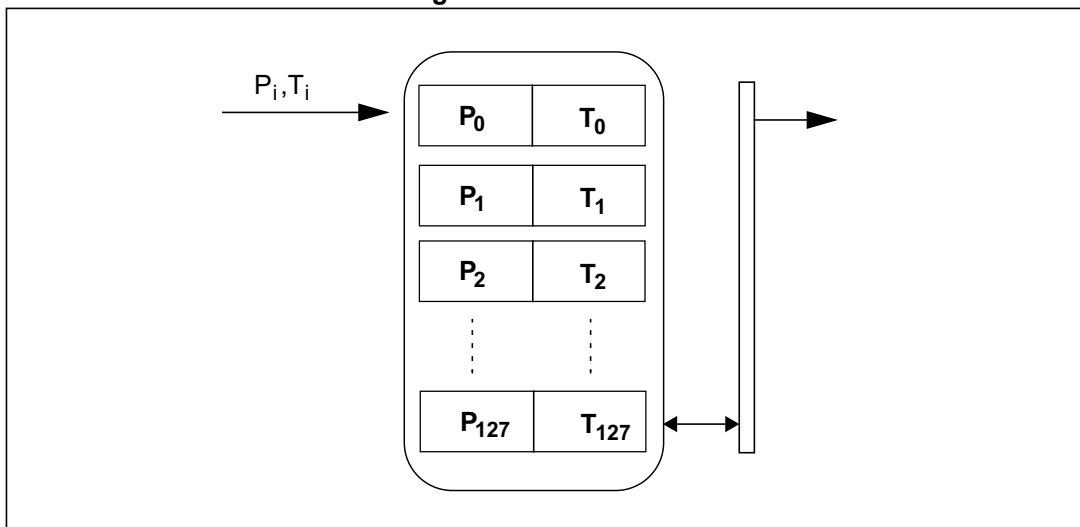 Pᵢ,Tᵢ
P₀ T₀
P₁ T₁
P₂ T₂
P₁₂₇ T₁₂₇